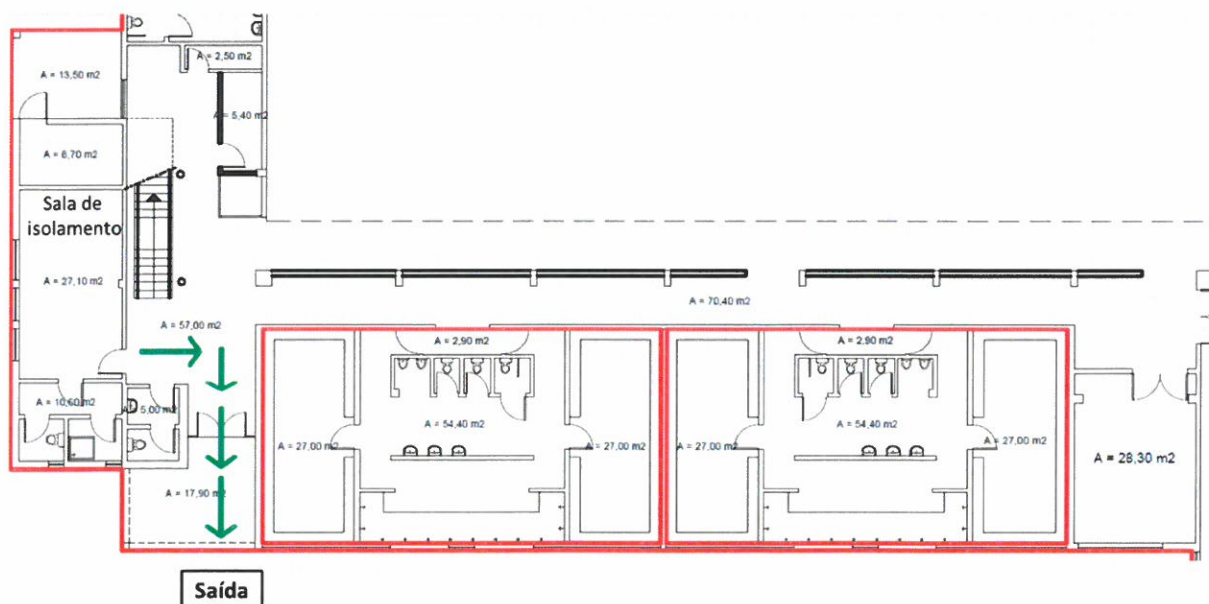 A = 2,50 m2
A = 13,50 m2
A = 5,40 m2
A = 8,70 m2
Sala de
isolamento
A = 27,10 m2
A = 70,40 m2
A = 57,00 m2
A = 2,90 m2
A = 2,90 m2
A = 10,60 m2
A = 5,00 m2
A = 54,40 m2
A = 54,40 m2
A = 27,00 m2
A = 27,00 m2
A = 27,00 m2
A = 27,00 m2
A = 28,30 m2
A = 17,90 m2
Saída